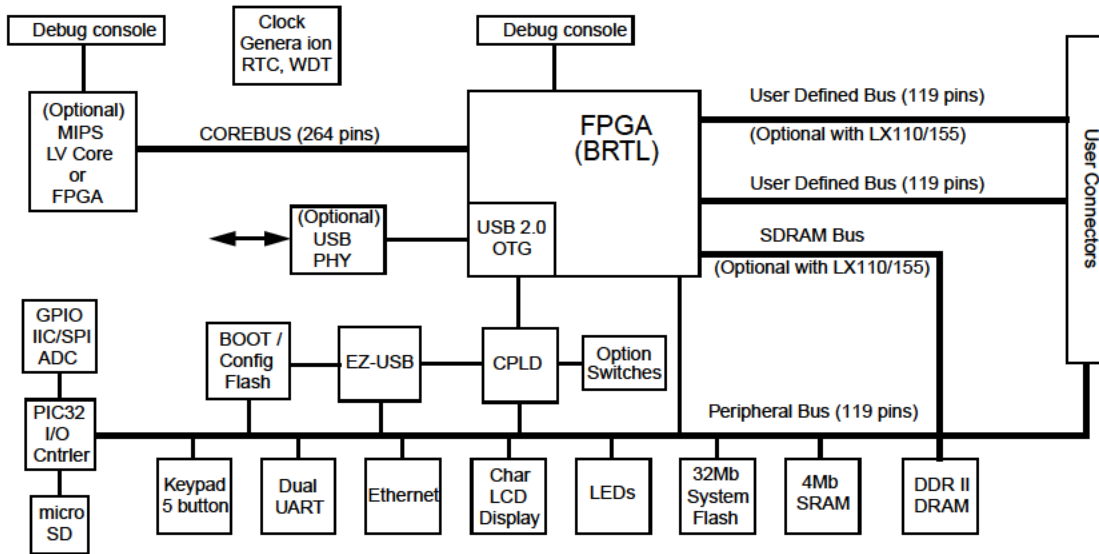 Debug console
Clock
Genera ion
RTC, WDT
Debug console
(Optional)
MIPS
LV Core
or
FPGA
COREBUS (264 pins)
FPGA
(BRTL)
User Defined Bus (119 pins)
(Optional with LX110/155)
User Defined Bus (119 pins)
SDRAM Bus
(Optional with LX110/155)
User Connectors
(Optional)
USB
PHY
USB 2.0
OTG
GPIO
IIC/SPI
ADC
BOOT /
Config
Flash
EZ-USB
CPLD
Option
Switches
PIC32
I/O
Cntrler
Peripheral Bus (119 pins)
micro
SD
Keypad
5 button
Dual
UART
Ethernet
Char
LCD
Display
LEDs
32Mb
System
Flash
4Mb
SRAM
DDR II
DRAM